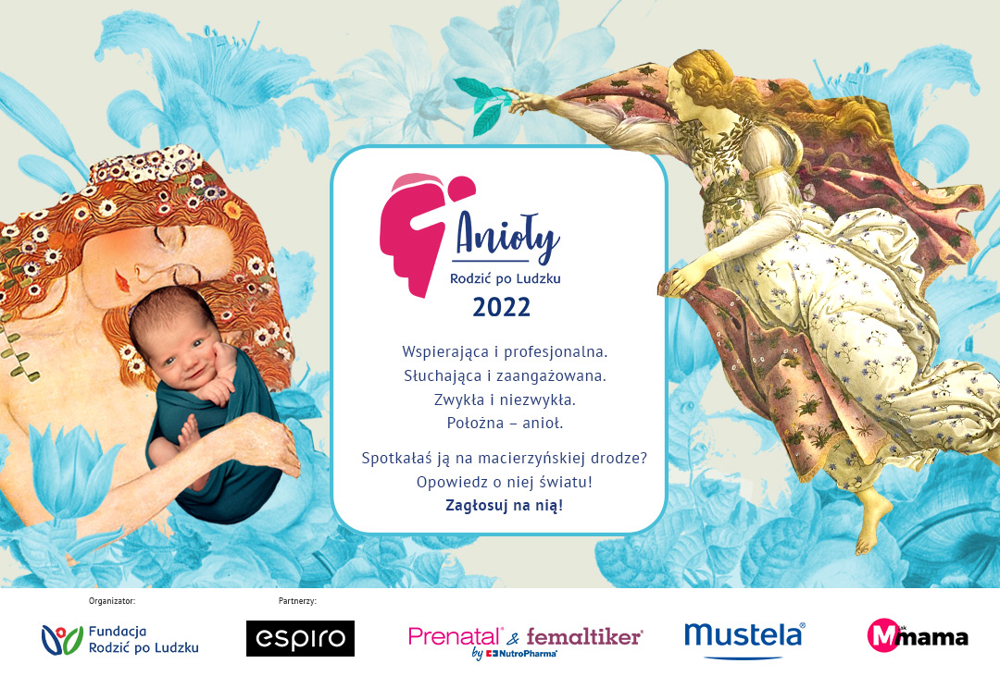 Anioły
Rodzić po Ludzku
2022
Wspierająca i profesjonalna.
Słuchająca i zaangażowana.
Zwykła i niezwykła.
Położna – anioł.
Spotkałaś ją na macierzyńskiej drodze?
Opowiedz o niej światu!
Zagłosuj na nią!
Organizator:
Partnerzy:
Fundacja
Rodzić po Ludzku
espiro
Prenatal® & femaltiker®
by NutroPharma®
Mustela®
M jak mama